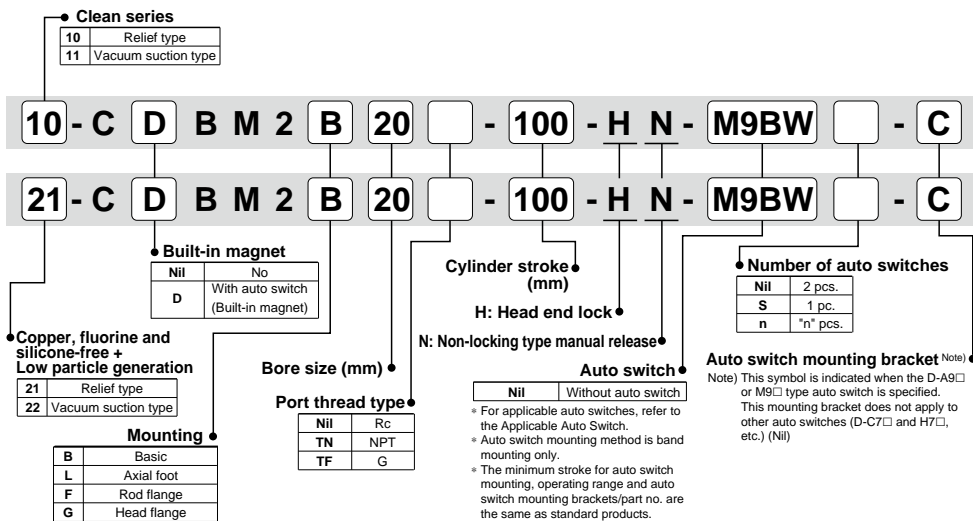 Clean series
10 Relief type
11 Vacuum suction type
10 - C D B M 2 B 20 - 100 - H N - M9BW - C
21 - C D B M 2 B 20 - 100 - H N - M9BW - C
Built-in magnet
Nil No
D With auto switch
(Built-in magnet)
Cylinder stroke
(mm)
Number of auto switches
Nil 2 pcs.
S 1 pc.
n "n" pcs.
H: Head end lock
Copper, fluorine and
silicone-free +
Low particle generation
21 Relief type
22 Vacuum suction type
N: Non-locking type manual release
Bore size (mm)
Auto switch
Nil Without auto switch
∗ For applicable auto switches, refer to
the Applicable Auto Switch.
∗ Auto switch mounting method is band
mounting only.
∗ The minimum stroke for auto switch
mounting, operating range and auto
switch mounting brackets/part no. are
the same as standard products.
Auto switch mounting bracket Note)
Note) This symbol is indicated when the D-A9□
or M9□ type auto switch is specified.
This mounting bracket does not apply to
other auto switches (D-C7□ and H7□,
etc.) (Nil)
Port thread type
Nil Rc
TN NPT
TF G
Mounting
B Basic
L Axial foot
F Rod flange
G Head flange